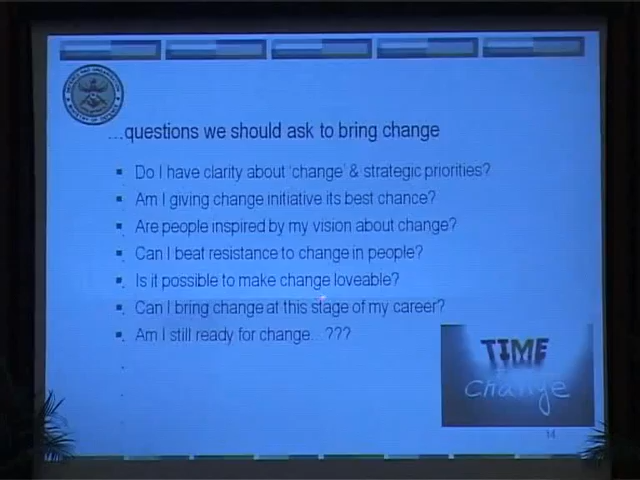 ...questions we should ask to bring change
Do I have clarity about 'change' & strategic priorities?
Am I giving change initiative its best chance?
Are people inspired by my vision about change?
Can I beat resistance to change in people?
Is it possible to make change loveable?
Can I bring change at this stage of my career?
Am I still ready for change...???
TIME
change
14